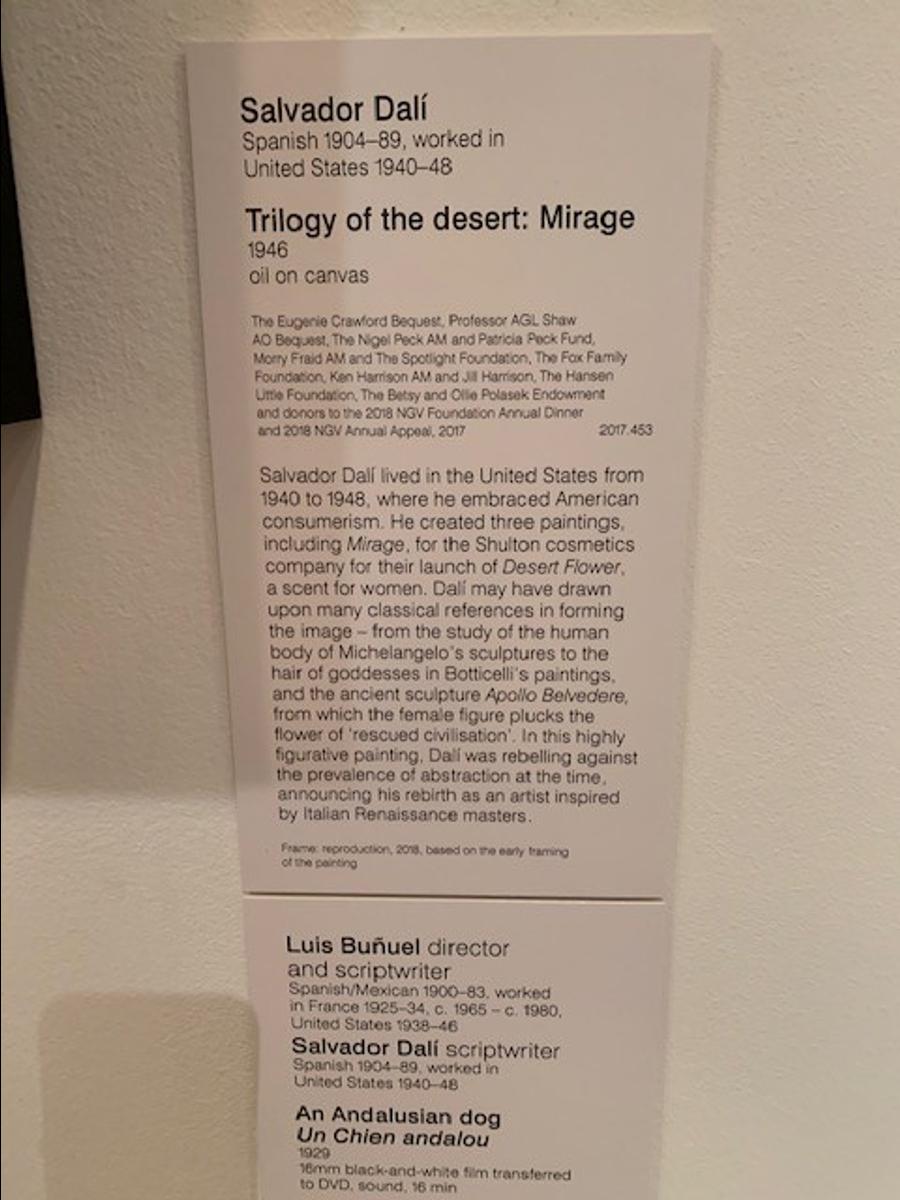 Salvador Dalí
Spanish 1904–89, worked in
United States 1940–48
Trilogy of the desert: Mirage
1946
oil on canvas
The Eugenie Crawford Bequest, Professor AGL Shaw
AO Bequest, The Nigel Peck AM and Patricia Peck Fund,
Morry Fraid AM and The Spotlight Foundation, The Fox Family
Foundation, Ken Harrison AM and Jill Harrison, The Hansen
Little Foundation, The Betsy and Ollie Polasek Endowment
and donors to the 2018 NGV Foundation Annual Dinner
and 2018 NGV Annual Appeal, 2017 2017.453
Salvador Dalí lived in the United States from
1940 to 1948, where he embraced American
consumerism. He created three paintings,
including Mirage, for the Shulton cosmetics
company for their launch of Desert Flower,
a scent for women. Dalí may have drawn
upon many classical references in forming
the image – from the study of the human
body of Michelangelo's sculptures to the
hair of goddesses in Botticelli's paintings,
and the ancient sculpture Apollo Belvedere,
from which the female figure plucks the
flower of 'rescued civilisation'. In this highly
figurative painting, Dalí was rebelling against
the prevalence of abstraction at the time,
announcing his rebirth as an artist inspired
by Italian Renaissance masters.
Frame: reproduction, 2018, based on the early framing
of the painting
Luis Buñuel director
and scriptwriter
Spanish/Mexican 1900–83, worked
in France 1925–34, c. 1965 – c. 1980,
United States 1938–46
Salvador Dalí scriptwriter
Spanish 1904–89, worked in
United States 1940–48
An Andalusian dog
Un Chien andalou
1929
16mm black-and-white film transferred
to DVD, sound, 16 min